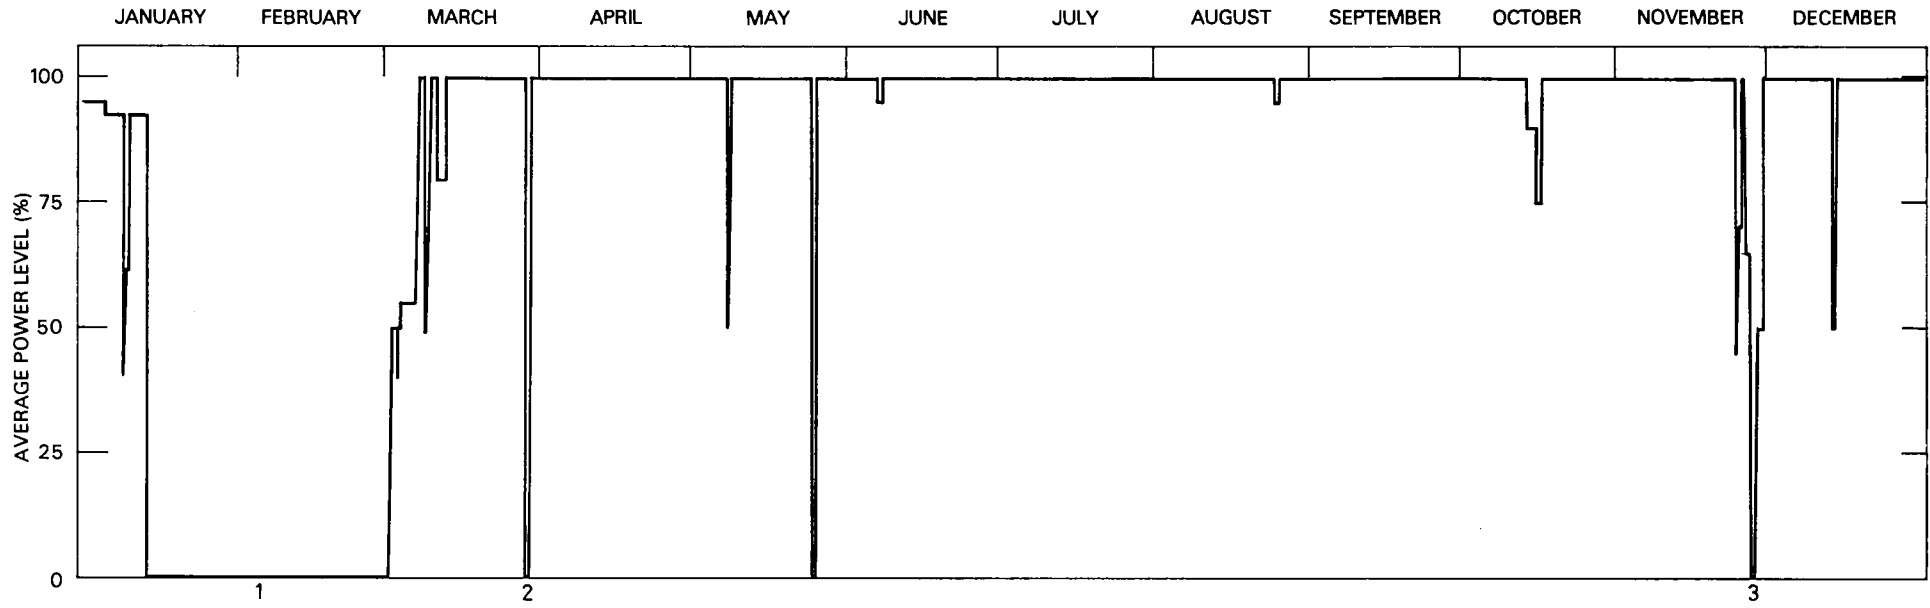 JANUARY FEBRUARY MARCH APRIL MAY JUNE JULY AUGUST SEPTEMBER OCTOBER NOVEMBER DECEMBER
100
75
50
25
0
AVERAGE POWER LEVEL (%)
1 2 3